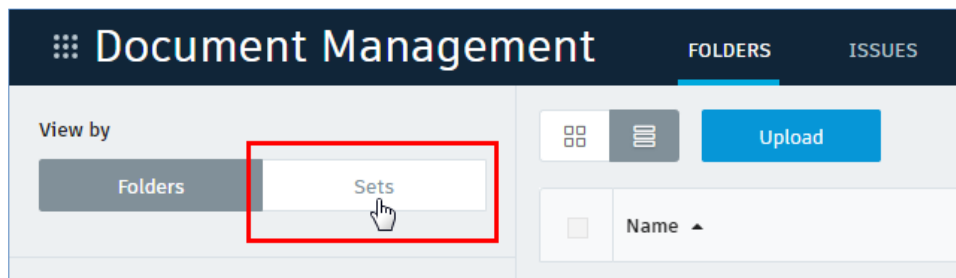 Document Management
FOLDERS
ISSUES
View by
Folders
Sets
Upload
Name